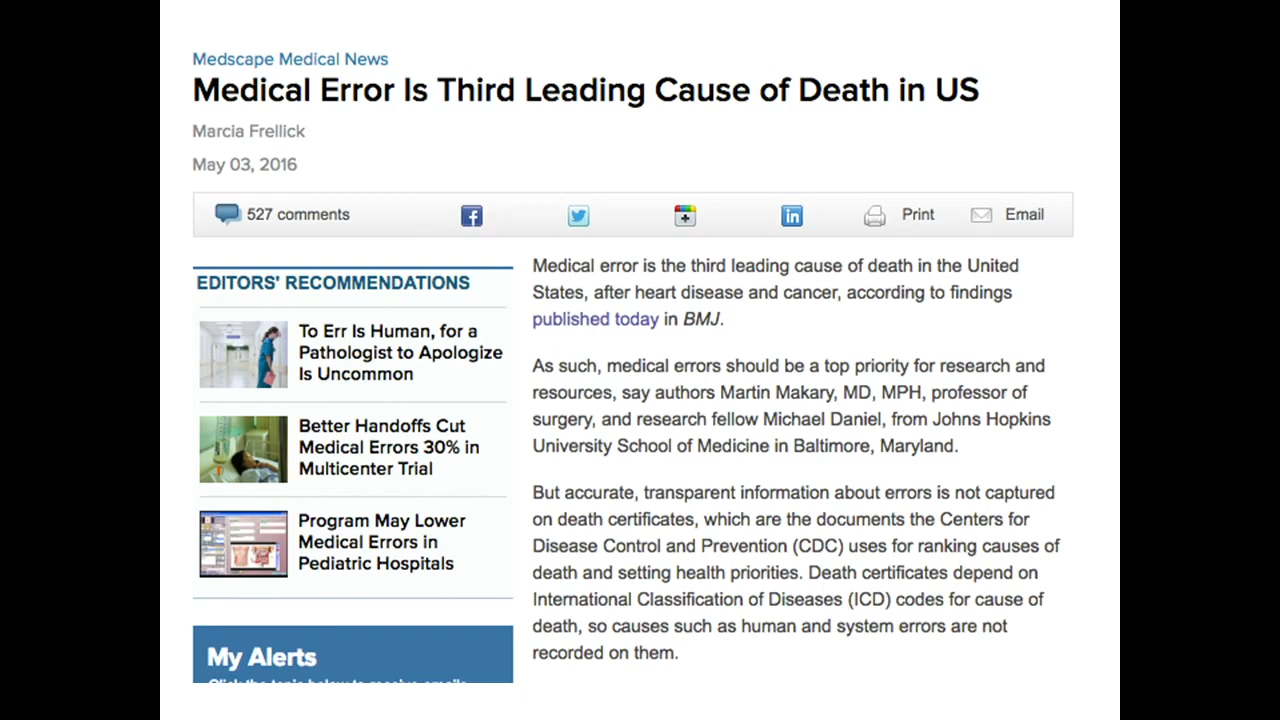 Medscape Medical News
Medical Error Is Third Leading Cause of Death in US
Marcia Frellick
May 03, 2016
527 comments
Print
Email
EDITORS' RECOMMENDATIONS
To Err Is Human, for a
Pathologist to Apologize
Is Uncommon
Better Handoffs Cut
Medical Errors 30% in
Multicenter Trial
Program May Lower
Medical Errors in
Pediatric Hospitals
My Alerts
Click the topic below to receive emails
Medical error is the third leading cause of death in the United
States, after heart disease and cancer, according to findings
published today in BMJ.
As such, medical errors should be a top priority for research and
resources, say authors Martin Makary, MD, MPH, professor of
surgery, and research fellow Michael Daniel, from Johns Hopkins
University School of Medicine in Baltimore, Maryland.
But accurate, transparent information about errors is not captured
on death certificates, which are the documents the Centers for
Disease Control and Prevention (CDC) uses for ranking causes of
death and setting health priorities. Death certificates depend on
International Classification of Diseases (ICD) codes for cause of
death, so causes such as human and system errors are not
recorded on them.